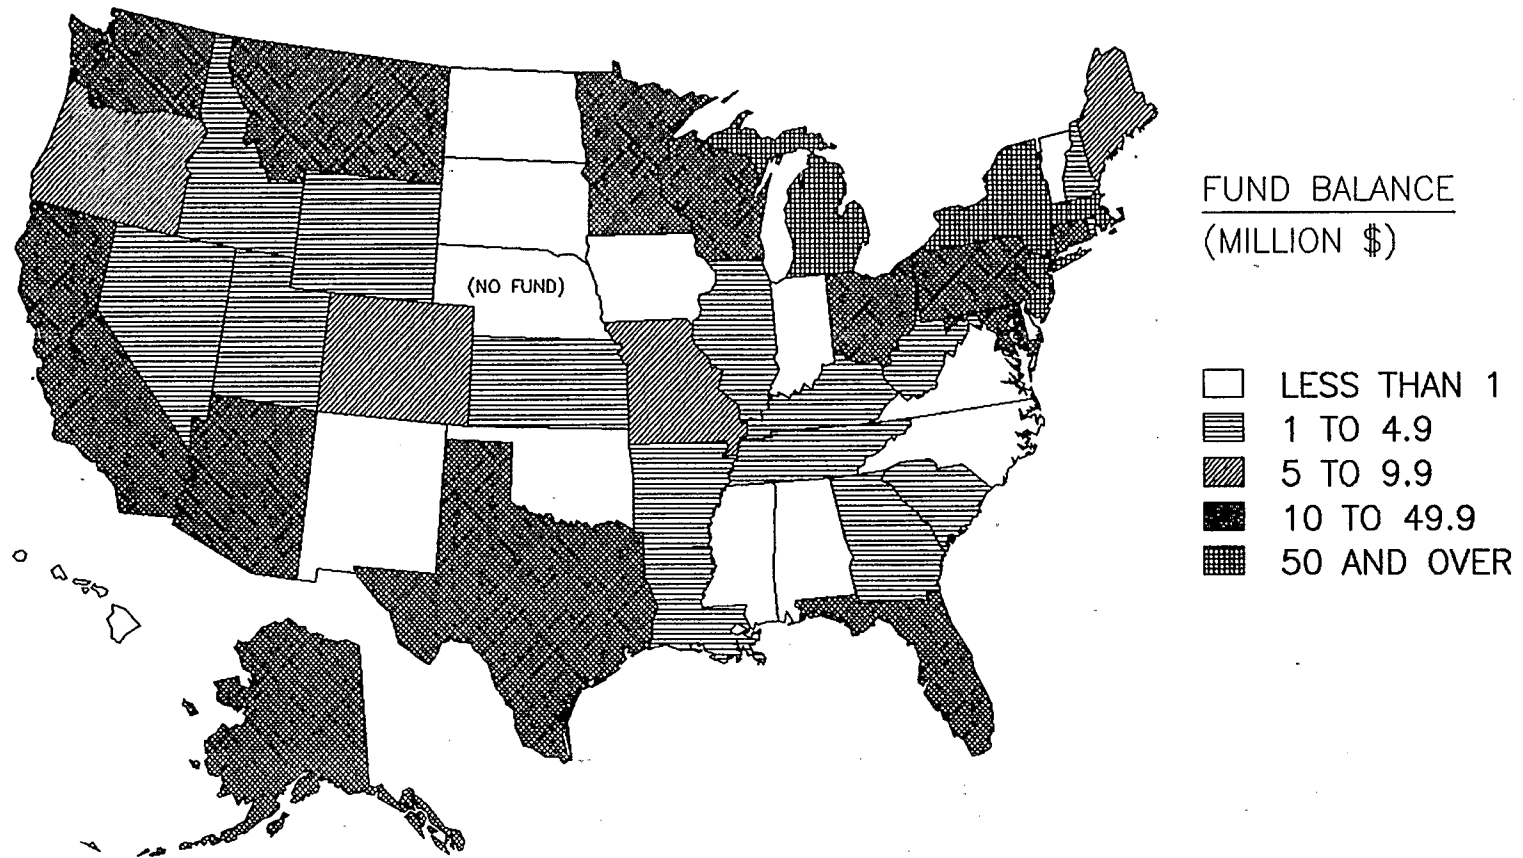 FUND BALANCE
(MILLION $)
(NO FUND)
LESS THAN 1
1 TO 4.9
5 TO 9.9
10 TO 49.9
50 AND OVER